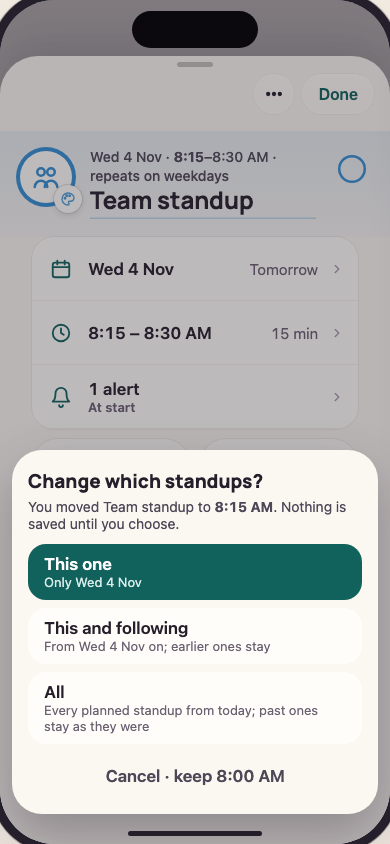 Done
Wed 4 Nov · 8:15–8:30 AM ·
repeats on weekdays
Team standup
Wed 4 Nov Tomorrow
8:15 – 8:30 AM 15 min
1 alert
At start
Change which standups?
You moved Team standup to 8:15 AM. Nothing is
saved until you choose.
This one
Only Wed 4 Nov
This and following
From Wed 4 Nov on; earlier ones stay
All
Every planned standup from today; past ones
stay as they were
Cancel · keep 8:00 AM